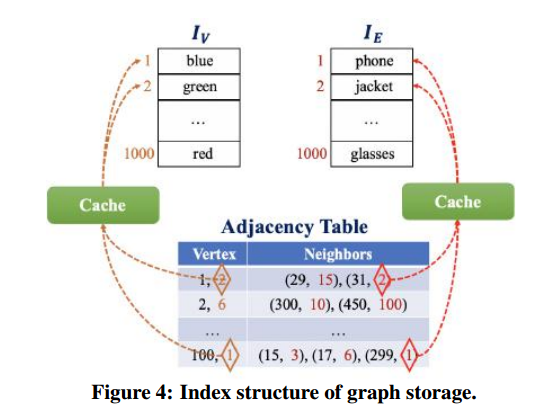 I_V
1 blue
2 green
...
1000 red
I_E
1 phone
2 jacket
...
1000 glasses
Cache
Cache
Adjacency Table
Vertex Neighbors
1, 2 (29, 15), (31, 2)
2, 6 (300, 10), (450, 100)
... ...
100, 1 (15, 3), (17, 6), (299, 1)
Figure 4: Index structure of graph storage.